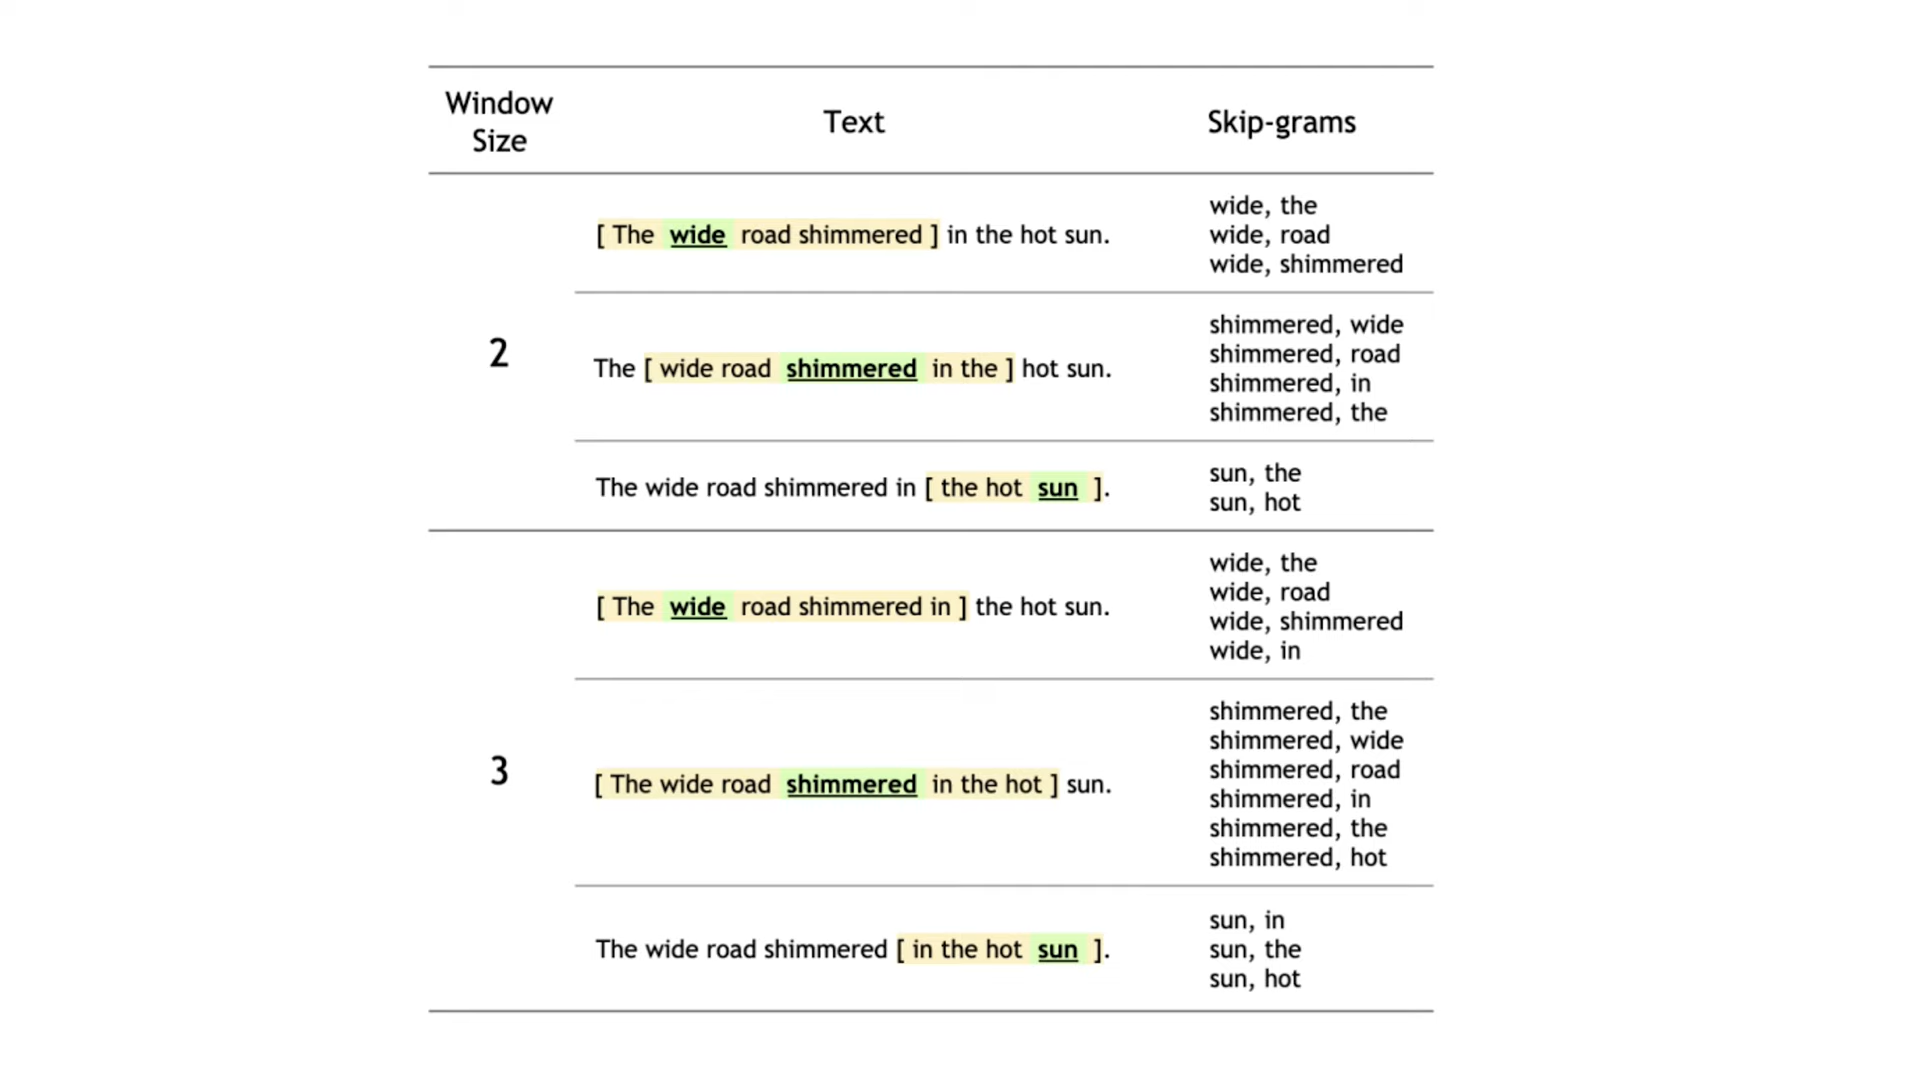 Window
Size
Text
Skip-grams
2
[ The wide road shimmered ] in the hot sun.
wide, the
wide, road
wide, shimmered
The [ wide road shimmered in the ] hot sun.
shimmered, wide
shimmered, road
shimmered, in
shimmered, the
The wide road shimmered in [ the hot sun ].
sun, the
sun, hot
3
[ The wide road shimmered in ] the hot sun.
wide, the
wide, road
wide, shimmered
wide, in
[ The wide road shimmered in the hot ] sun.
shimmered, the
shimmered, wide
shimmered, road
shimmered, in
shimmered, the
shimmered, hot
The wide road shimmered [ in the hot sun ].
sun, in
sun, the
sun, hot